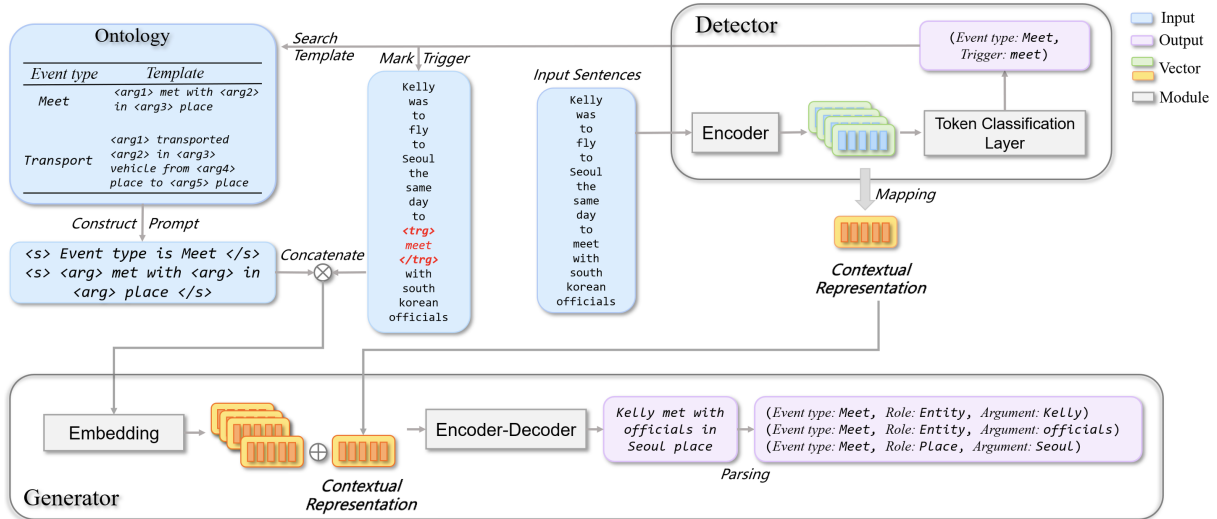 Ontology
Event type Template
Meet
<arg1> met with <arg2>
in <arg3> place
Transport
<arg1> transported
<arg2> in <arg3>
vehicle from <arg4>
place to <arg5> place
Search
Template
Mark Trigger
Kelly
was
to
fly
to
Seoul
the
same
day
to
<trg>
meet
</trg>
with
south
korean
officials
Input Sentences
Kelly
was
to
fly
to
Seoul
the
same
day
to
meet
with
south
korean
officials
Detector
(Event type: Meet,
Trigger: meet)
Encoder
Token Classification
Layer
Input
Output
Vector
Module
Mapping
Contextual
Representation
Construct Prompt
<s> Event type is Meet </s>
<s> <arg> met with <arg> in
<arg> place </s>
Concatenate
Embedding
Contextual
Representation
Encoder-Decoder
Kelly met with
officials in
Seoul place
Parsing
(Event type: Meet, Role: Entity, Argument: Kelly)
(Event type: Meet, Role: Entity, Argument: officials)
(Event type: Meet, Role: Place, Argument: Seoul)
Generator